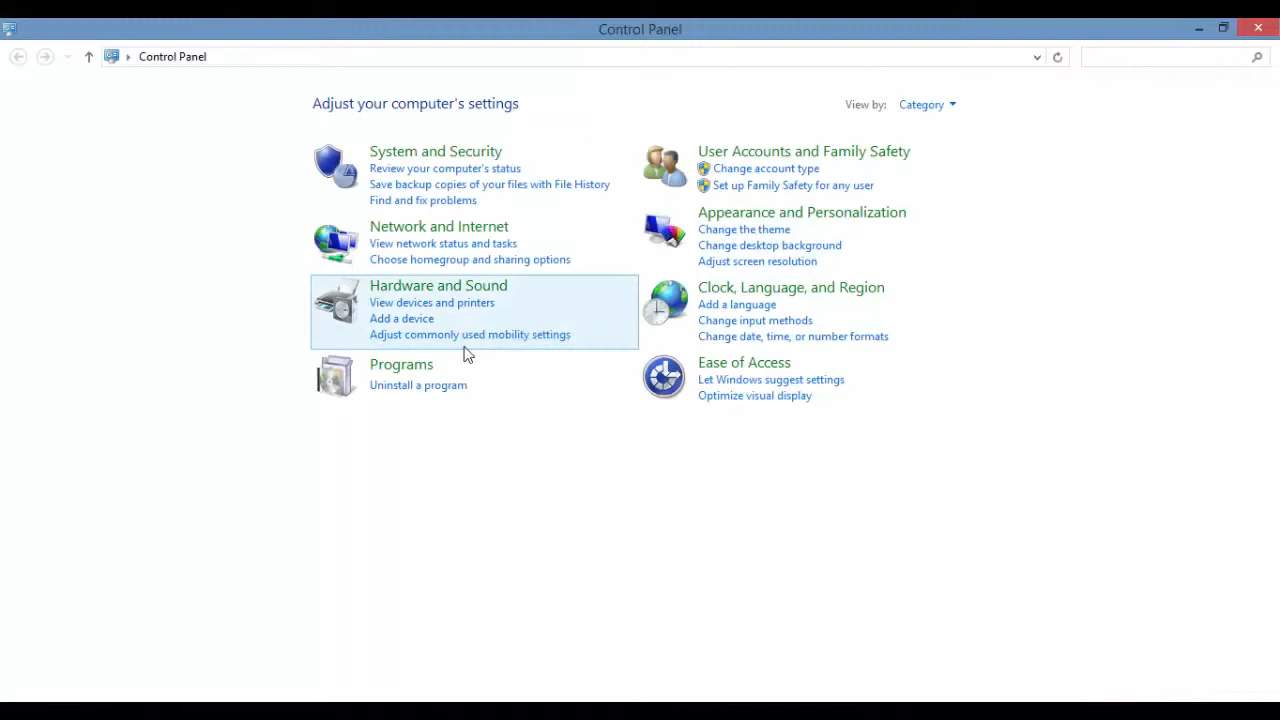 Control Panel
Control Panel
Adjust your computer's settings
View by: Category
System and Security
Review your computer's status
Save backup copies of your files with File History
Find and fix problems
Network and Internet
View network status and tasks
Choose homegroup and sharing options
Hardware and Sound
View devices and printers
Add a device
Adjust commonly used mobility settings
Programs
Uninstall a program
User Accounts and Family Safety
Change account type
Set up Family Safety for any user
Appearance and Personalization
Change the theme
Change desktop background
Adjust screen resolution
Clock, Language, and Region
Add a language
Change input methods
Change date, time, or number formats
Ease of Access
Let Windows suggest settings
Optimize visual display